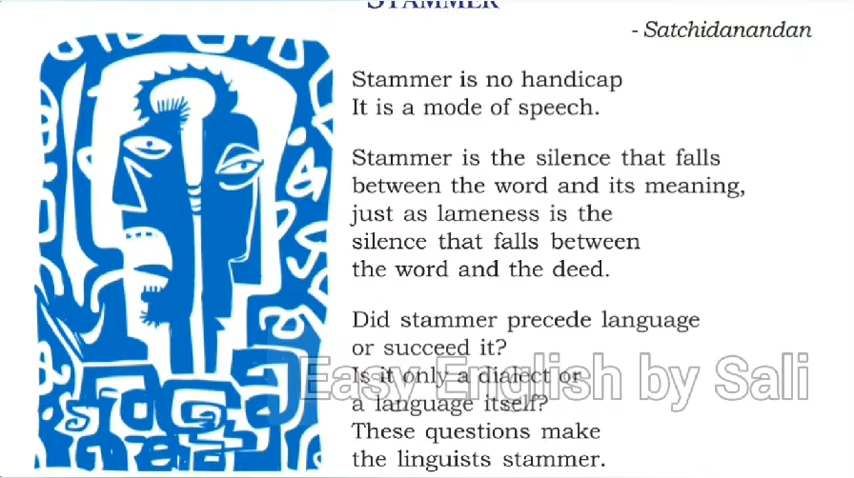 STAMMER
- Satchidanandan
Stammer is no handicap
It is a mode of speech.
Stammer is the silence that falls
between the word and its meaning,
just as lameness is the
silence that falls between
the word and the deed.
Did stammer precede language
or succeed it?
Is it only a dialect or
a language itself?
These questions make
the linguists stammer.
Easy English by Sali